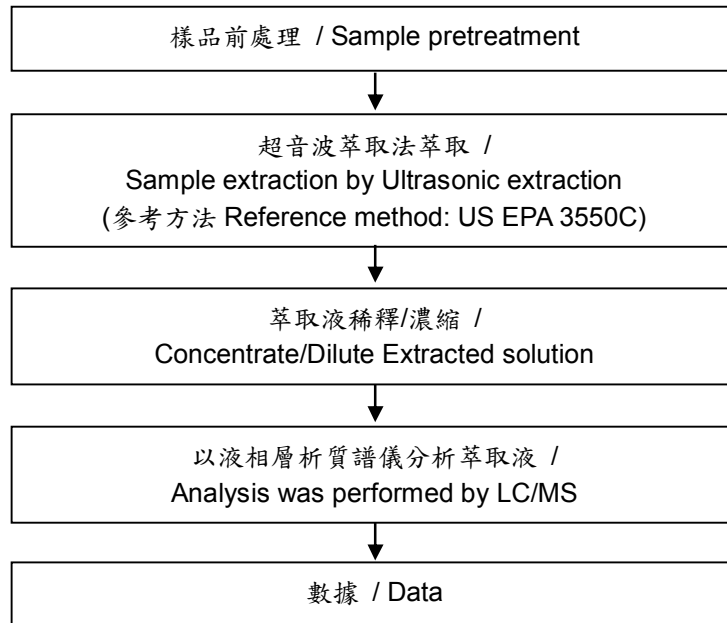 樣品前處理 / Sample pretreatment
超音波萃取法萃取 /
Sample extraction by Ultrasonic extraction
(參考方法 Reference method: US EPA 3550C)
萃取液稀釋/濃縮 /
Concentrate/Dilute Extracted solution
以液相層析質譜儀分析萃取液 /
Analysis was performed by LC/MS
數據 / Data